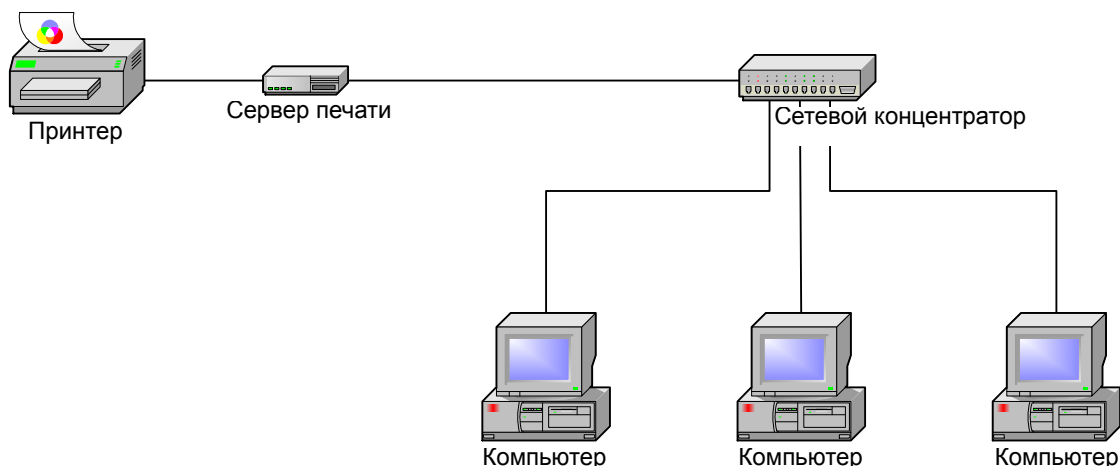 Принтер
Сервер печати
Сетевой концентратор
Компьютер
Компьютер
Компьютер